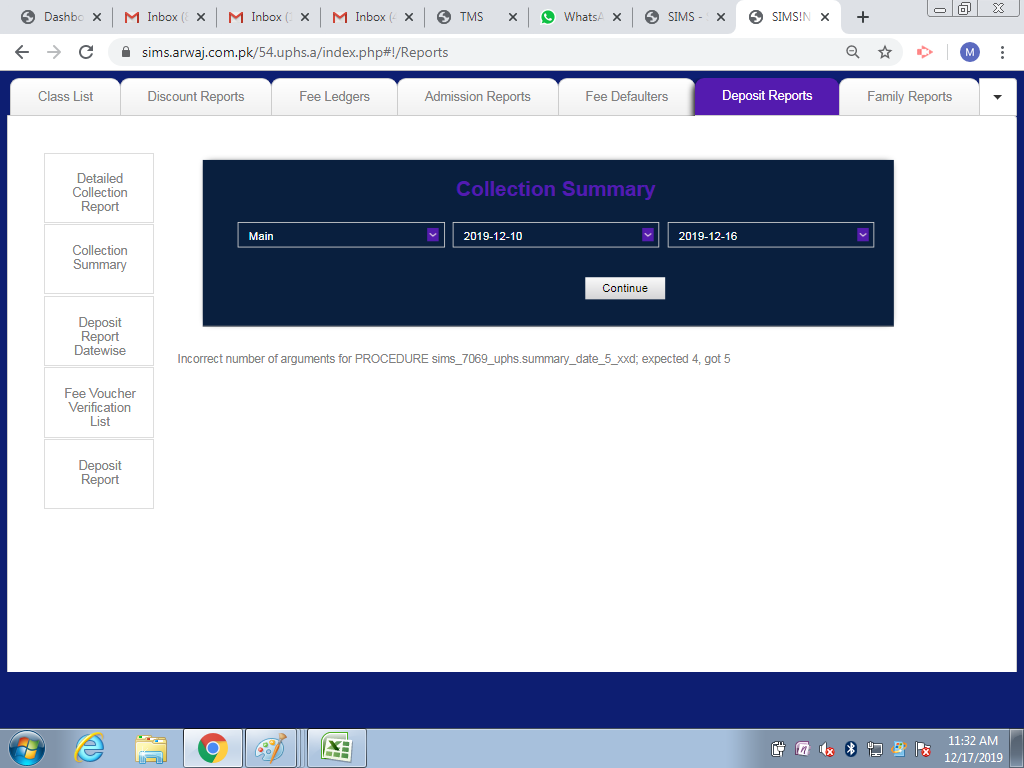 Dashbo
Inbox (
Inbox (
Inbox (
TMS
WhatsA
SIMS -
SIMS!N
sims.arwaj.com.pk/54.uphs.a/index.php#!/Reports
M
Class List
Discount Reports
Fee Ledgers
Admission Reports
Fee Defaulters
Deposit Reports
Family Reports
Detailed
Collection
Report
Collection
Summary
Deposit
Report
Datewise
Fee Voucher
Verification
List
Deposit
Report
Collection Summary
Main
2019-12-10
2019-12-16
Continue
Incorrect number of arguments for PROCEDURE sims_7069_uphs.summary_date_5_xxd; expected 4, got 5
11:32 AM
12/17/2019